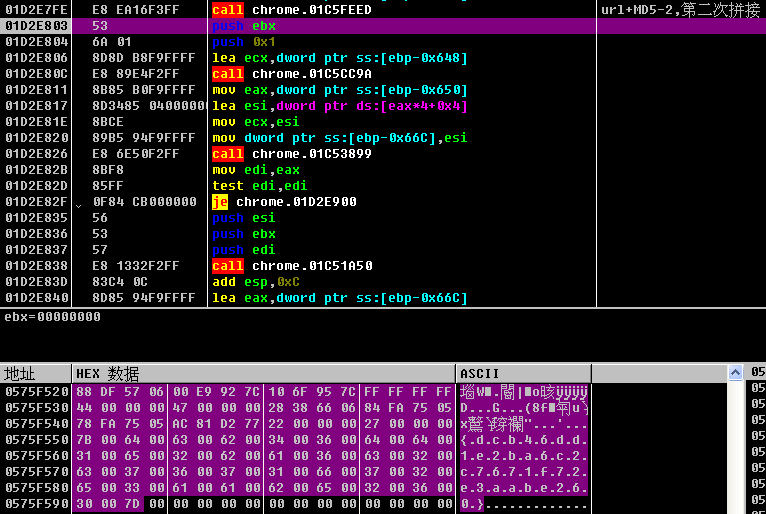 01D2E7FE E8 EA16F3FF call chrome.01C5FEED url+MD5-2,第二次拼接
01D2E803 53 push ebx
01D2E804 6A 01 push 0x1
01D2E806 8D8D B8F9FFFF lea ecx,dword ptr ss:[ebp-0x648]
01D2E80C E8 89E4F2FF call chrome.01C5CC9A
01D2E811 8B85 B0F9FFFF mov eax,dword ptr ss:[ebp-0x650]
01D2E817 8D3485 04000000 lea esi,dword ptr ds:[eax*4+0x4]
01D2E81E 8BCE mov ecx,esi
01D2E820 89B5 94F9FFFF mov dword ptr ss:[ebp-0x66C],esi
01D2E826 E8 6E50F2FF call chrome.01C53899
01D2E82B 8BF8 mov edi,eax
01D2E82D 85FF test edi,edi
01D2E82F 0F84 CB000000 je chrome.01D2E900
01D2E835 56 push esi
01D2E836 53 push ebx
01D2E837 57 push edi
01D2E838 E8 1332F2FF call chrome.01C51A50
01D2E83D 83C4 0C add esp,0xC
01D2E840 8D85 94F9FFFF lea eax,dword ptr ss:[ebp-0x66C]
ebx=00000000
地址 HEX 数据 ASCII
0575F520 88 DF 57 06 00 E9 92 7C 10 6F 95 7C FF FF FF FF
0575F530 44 00 00 00 47 00 00 00 28 38 66 06 84 FA 75 05
0575F540 78 FA 75 05 AC 81 D2 77 22 00 00 00 27 00 00 00
0575F550 7B 00 64 00 63 00 62 00 34 00 36 00 64 00 64 00 {.d.c.b.4.6.d.d.
0575F560 31 00 65 00 32 00 62 00 61 00 36 00 63 00 32 00 1.e.2.b.a.6.c.2.
0575F570 63 00 37 00 36 00 37 00 31 00 66 00 37 00 32 00 c.7.6.7.1.f.7.2.
0575F580 65 00 33 00 61 00 61 00 62 00 65 00 32 00 36 00 e.3.a.a.b.e.2.6.
0575F590 30 00 7D 00 00 00 00 00 00 00 00 00 00 00 00 00 0.}.............